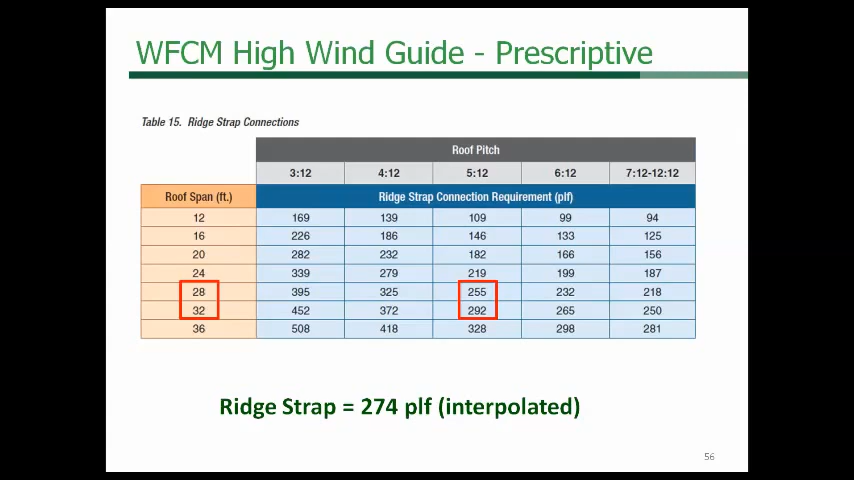 WFCM High Wind Guide - Prescriptive
Table 15. Ridge Strap Connections
Roof Pitch
3:12 4:12 5:12 6:12 7:12-12:12
Roof Span (ft.) Ridge Strap Connection Requirement (plf)
12 169 139 109 99 94
16 226 186 146 133 125
20 282 232 182 166 156
24 339 279 219 199 187
28 395 325 255 232 218
32 452 372 292 265 250
36 508 418 328 298 281
Ridge Strap = 274 plf (interpolated)
56